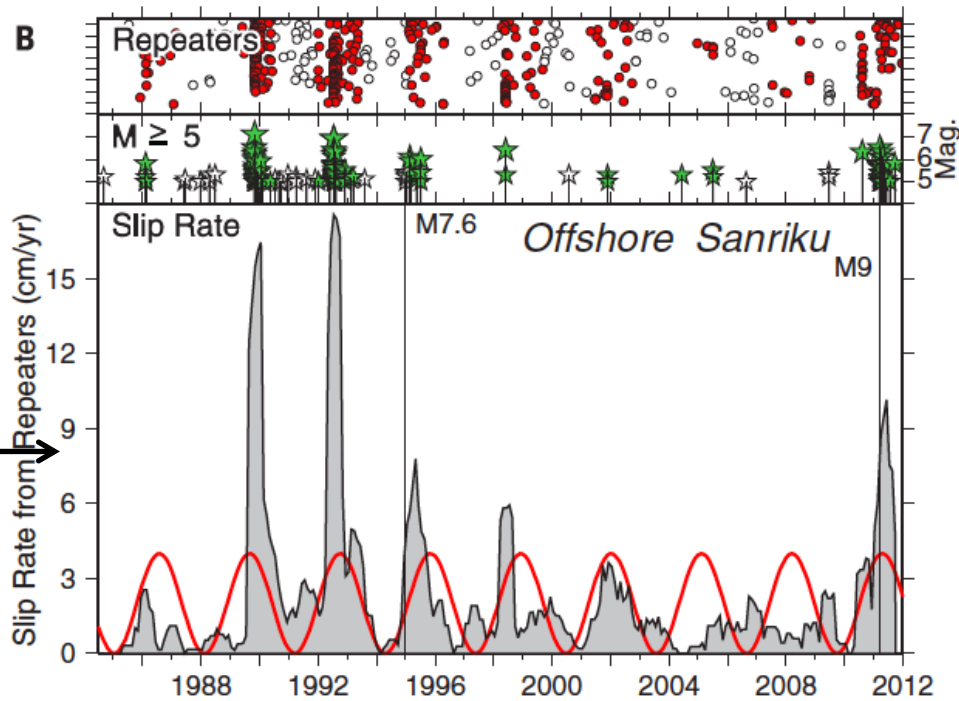 B
Repeaters
M ≥ 5
7
6
5
Mag.
Slip Rate
M7.6
Offshore Sanriku
M9
Slip Rate from Repeaters (cm/yr)
15
12
9
6
3
0
1988 1992 1996 2000 2004 2008 2012